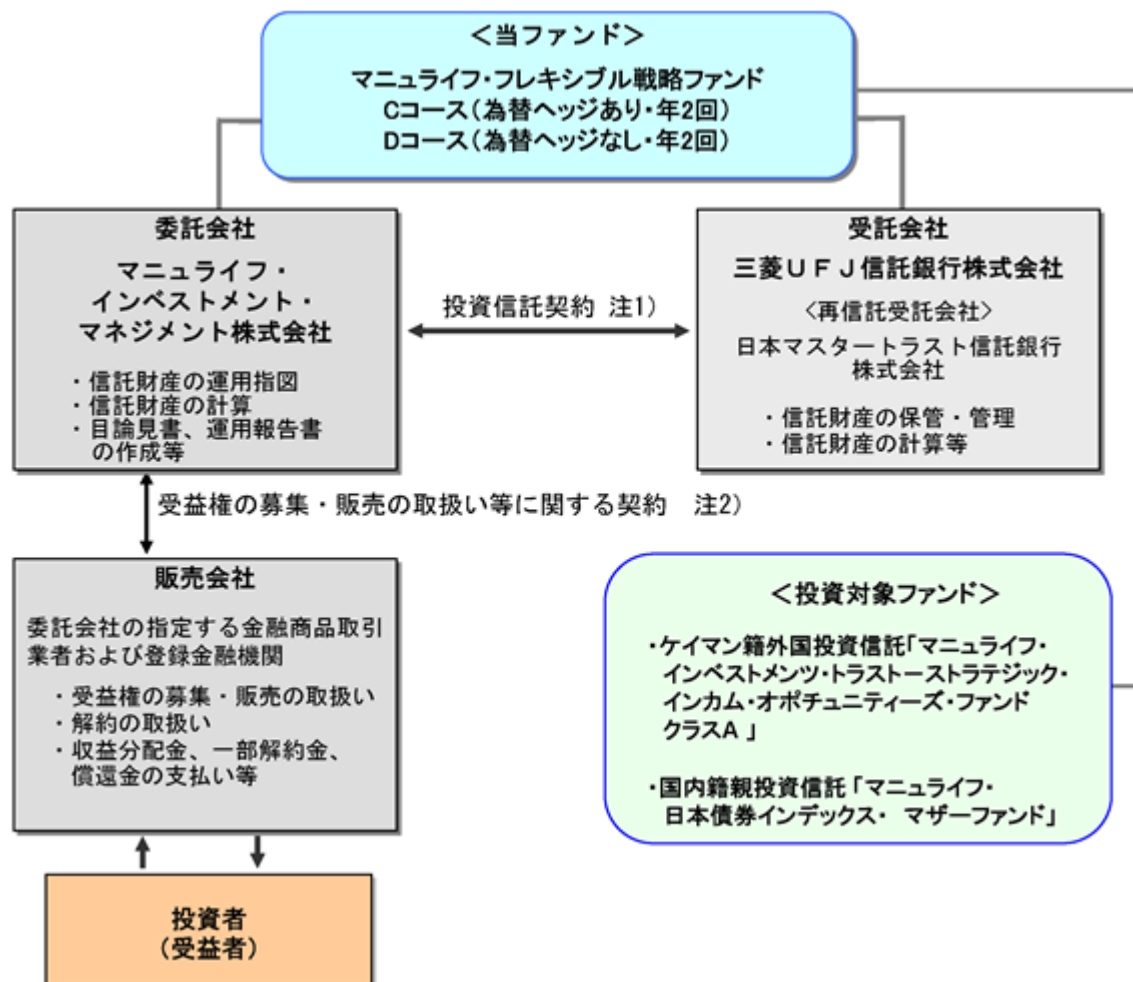 ＜当ファンド＞
マニュライフ・フレキシブル戦略ファンド
Cコース（為替ヘッジあり・年2回）
Dコース（為替ヘッジなし・年2回）
委託会社
マニュライフ・
インベストメント・
マネジメント株式会社
・信託財産の運用指図
・信託財産の計算
・目論見書、運用報告書
の作成等
投資信託契約 注1）
受託会社
三菱ＵＦＪ信託銀行株式会社
〈再信託受託会社〉
日本マスタートラスト信託銀行
株式会社
・信託財産の保管・管理
・信託財産の計算等
受益権の募集・販売の取扱い等に関する契約　注2）
販売会社
委託会社の指定する金融商品取引
業者および登録金融機関
・受益権の募集・販売の取扱い
・解約の取扱い
・収益分配金、一部解約金、
償還金の支払い等
＜投資対象ファンド＞
・ケイマン籍外国投資信託「マニュライフ・
インベストメンツ・トラストーストラテジック・
インカム・オポチュニティーズ・ファンド
クラスA 」
・国内籍親投資信託「マニュライフ・
日本債券インデックス・ マザーファンド」
投資者
（受益者）